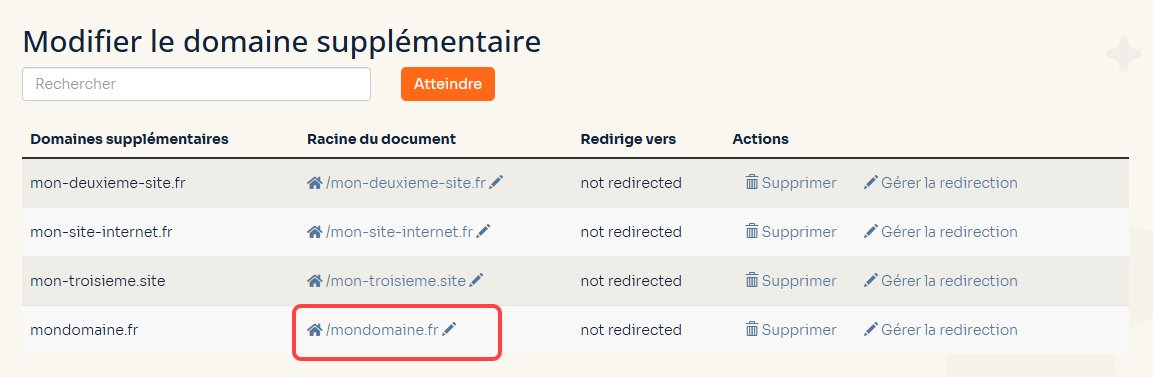 Modifier le domaine supplémentaire
Rechercher Atteindre
Domaines supplémentaires Racine du document Redirige vers Actions
mon-deuxieme-site.fr /mon-deuxieme-site.fr not redirected Supprimer Gérer la redirection
mon-site-internet.fr /mon-site-internet.fr not redirected Supprimer Gérer la redirection
mon-troisieme.site /mon-troisieme.site not redirected Supprimer Gérer la redirection
mondomaine.fr /mondomaine.fr not redirected Supprimer Gérer la redirection